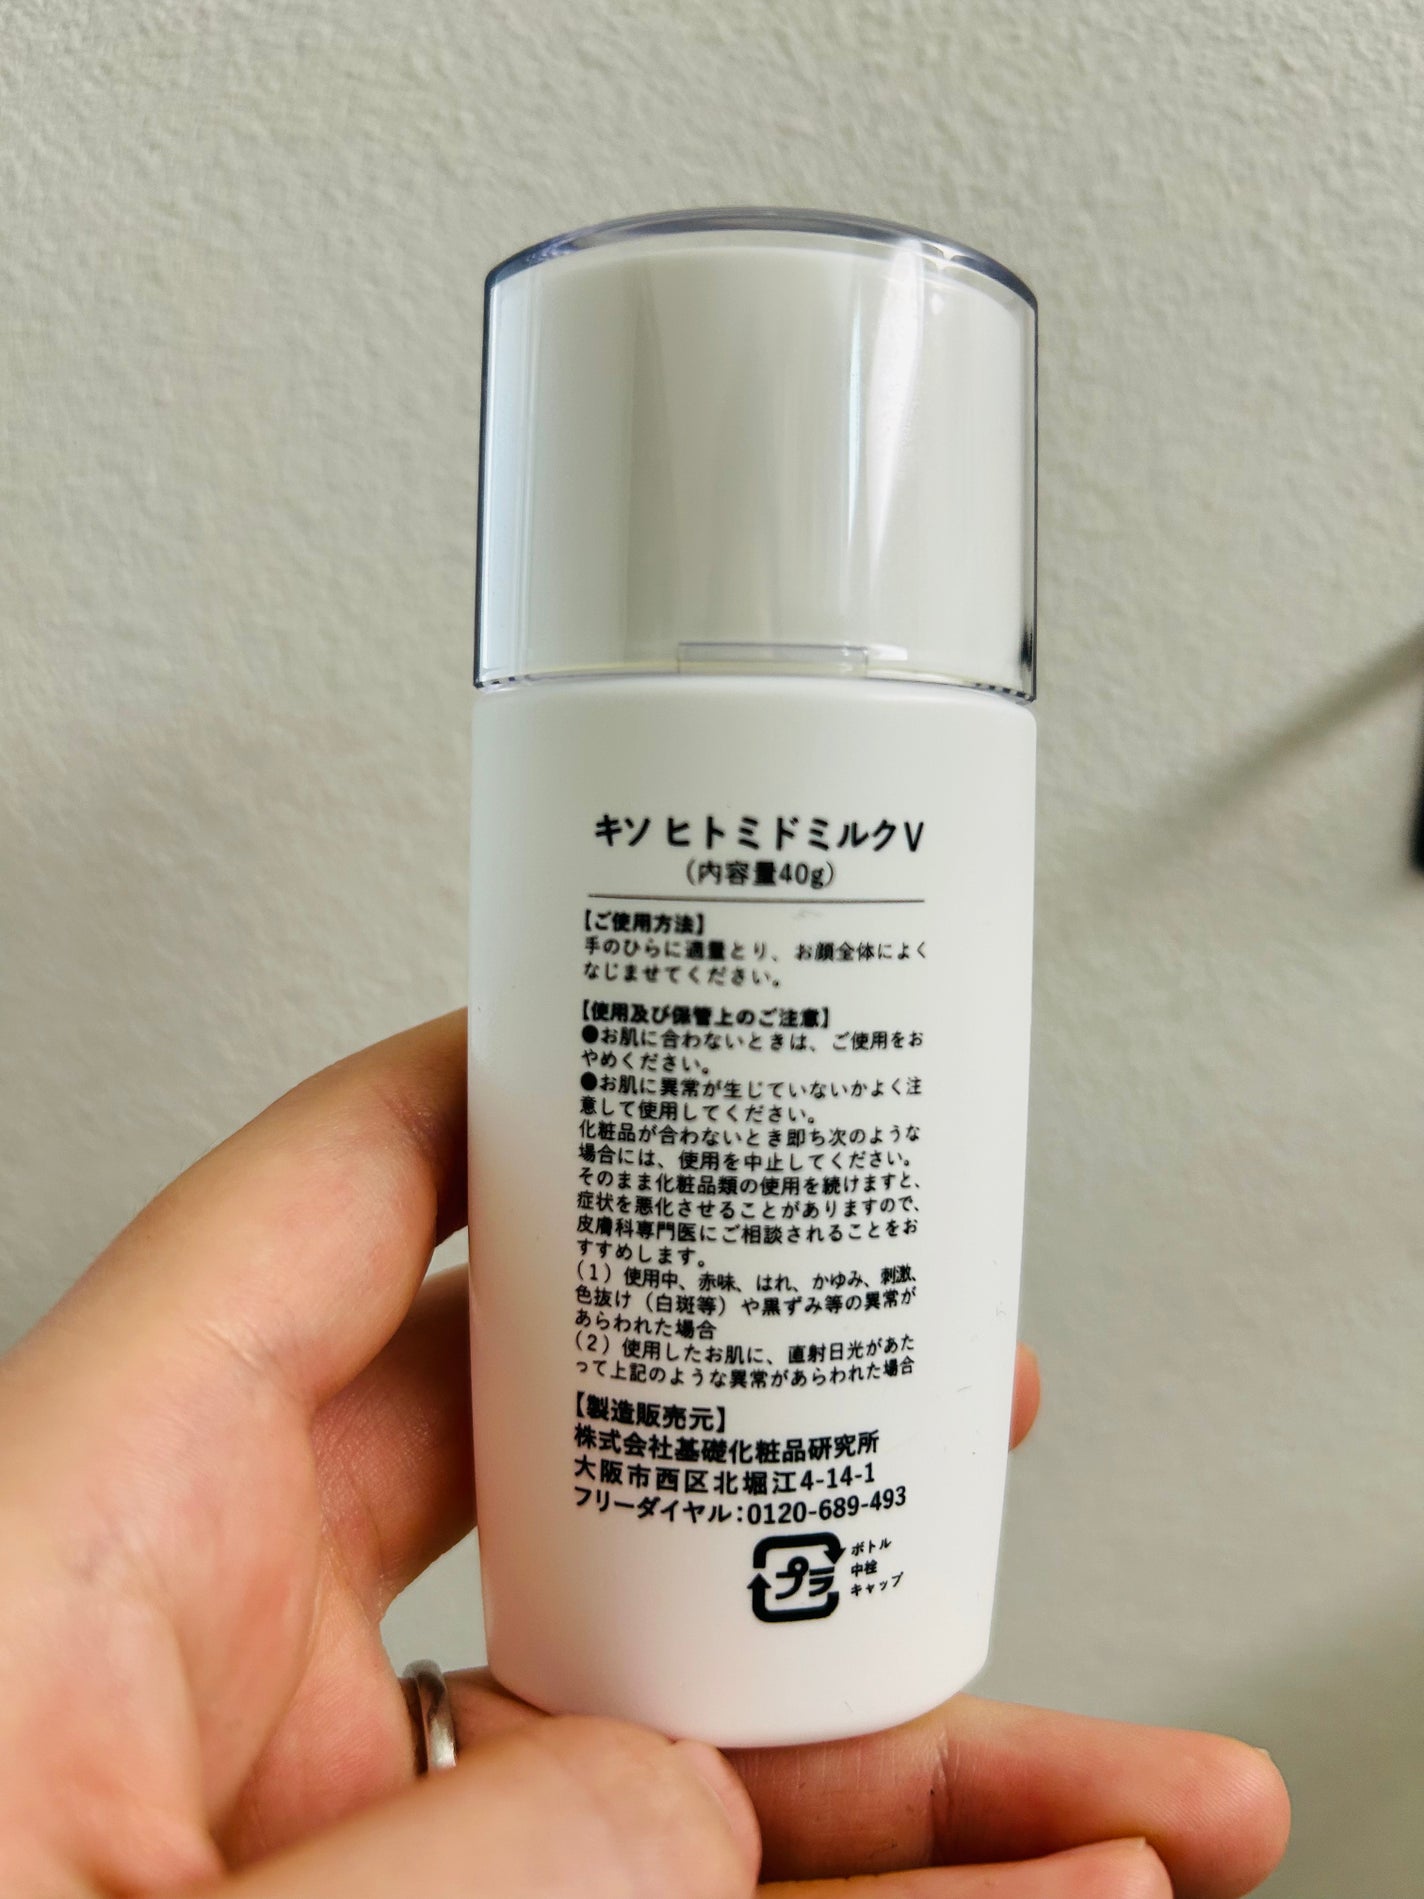 キソ ヒトミドミルクV
（内容量40g）
【ご使用方法】
手のひらに適量とり、お顔全体によく
なじませてください。
【使用及び保管上のご注意】
●お肌に合わないときは、ご使用をお
やめください。
●お肌に異常が生じていないかよく注
意して使用してください。
化粧品が合わないとき即ち次のような
場合には、使用を中止してください。
そのまま化粧品類の使用を続けますと、
症状を悪化させることがありますので、
皮膚科専門医にご相談されることをお
すすめします。
（1）使用中、赤味、はれ、かゆみ、刺激、
色抜け（白斑等）や黒ずみ等の異常が
あらわれた場合
（2）使用したお肌に、直射日光があた
って上記のような異常があらわれた場合
【製造販売元】
株式会社基礎化粧品研究所
大阪市西区北堀江4-14-1
フリーダイヤル：0120-689-493
プラ
ボトル
中栓
キャップ